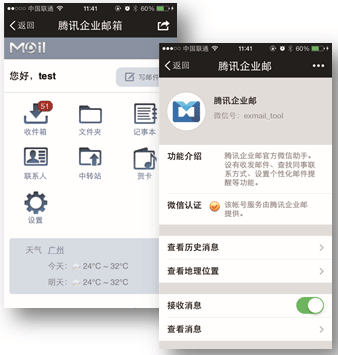 中国联通 11:41 60%
返回 腾讯企业邮箱
Mail
您好，test 写邮件
51
收件箱 文件夹 记事本
联系人 中转站 贺卡
设置
天气 广州
今天： 24°C ~ 32°C
明天： 24°C ~ 32°C
中国联通 11:41 60%
返回 腾讯企业邮
腾讯企业邮
微信号：exmail_tool
功能介绍 腾讯企业邮官方微信助手。
设有收发邮件、查找同事联
系方式、设置个性化邮件提
醒等功能。
微信认证 该帐号服务由腾讯企业邮
提供。
查看历史消息
查看地理位置
接收消息
查看消息